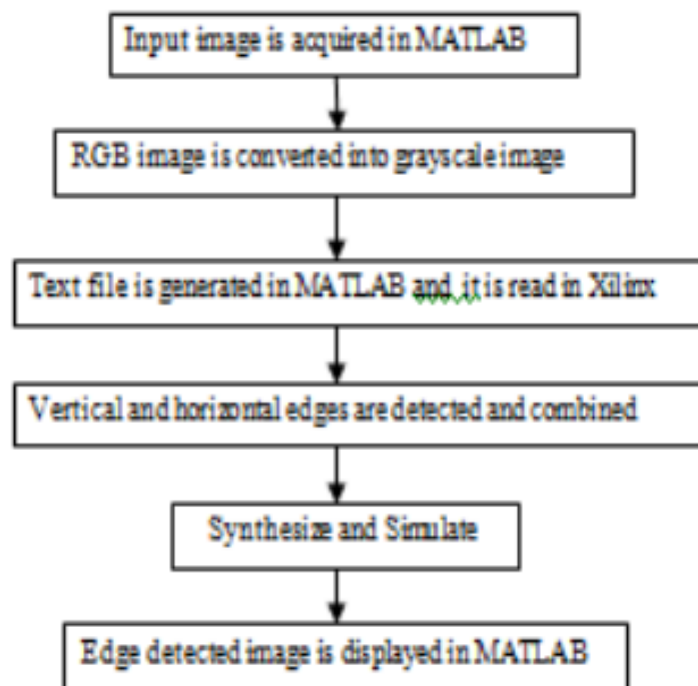 Input image is acquired in MATLAB
RGB image is converted into grayscale image
Text file is generated in MATLAB and it is read in Xilinx
Vertical and horizontal edges are detected and combined
Synthesize and Simulate
Edge detected image is displayed in MATLAB